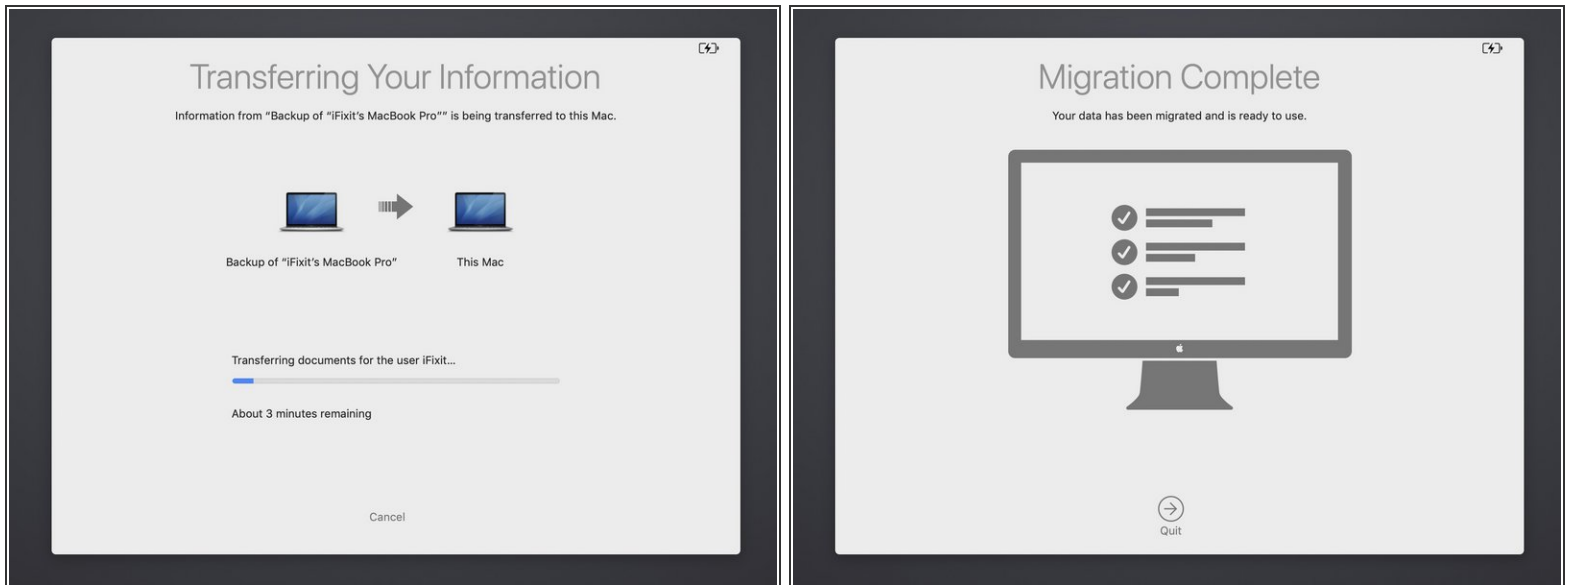 Transferring Your Information
Information from “Backup of “iFixit’s MacBook Pro”” is being transferred to this Mac.
Backup of “iFixit’s MacBook Pro”
This Mac
Transferring documents for the user iFixit...
About 3 minutes remaining
Cancel
Migration Complete
Your data has been migrated and is ready to use.
Quit